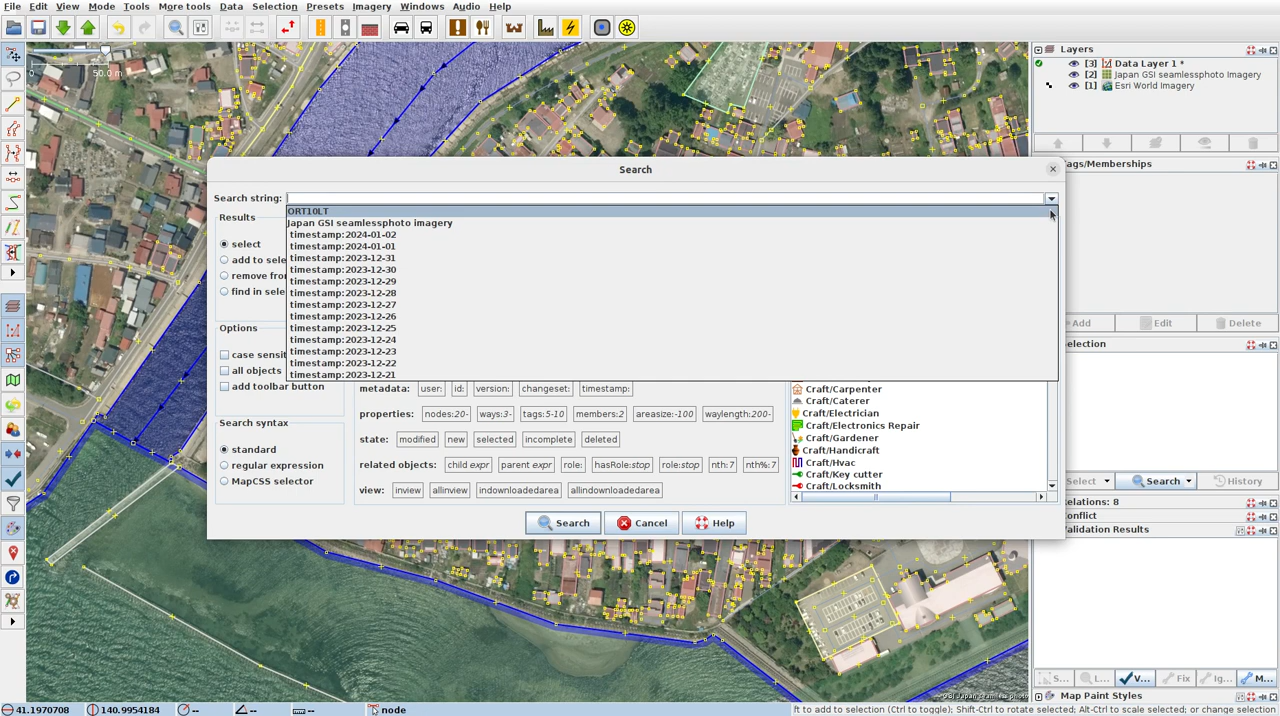 File Edit View Mode Tools More tools Data Selection Presets Imagery Windows Audio Help
0 50.0 m
Layers
[3] Data Layer 1 *
[2] Japan GSI seamlessphoto Imagery
[1] Esri World Imagery
Tags/Memberships
Add Edit Delete
Selection
Select Search History
Relations: 8
Conflict
Validation Results
S... L... V... Fix Ig... M...
Map Paint Styles
Search
Search string:
ORT10LT
Japan GSI seamlessphoto imagery
timestamp:2024-01-02
timestamp:2024-01-01
timestamp:2023-12-31
timestamp:2023-12-30
timestamp:2023-12-29
timestamp:2023-12-28
timestamp:2023-12-27
timestamp:2023-12-26
timestamp:2023-12-25
timestamp:2023-12-24
timestamp:2023-12-23
timestamp:2023-12-22
timestamp:2023-12-21
Results
select
add to sele
remove fro
find in sele
Options
case sensit
all objects
add toolbar button
Search syntax
standard
regular expression
MapCSS selector
metadata: user: id: version: changeset: timestamp:
properties: nodes:20- ways:3- tags:5-10 members:2 areasize:-100 waylength:200-
state: modified new selected incomplete deleted
related objects: child expr parent expr role: hasRole:stop role:stop nth:7 nth%:7
view: inview allinview indownloadedarea allindownloadedarea
Craft/Carpenter
Craft/Caterer
Craft/Electrician
Craft/Electronics Repair
Craft/Gardener
Craft/Handicraft
Craft/Hvac
Craft/Key cutter
Craft/Locksmith
Search Cancel Help
41.1970708 140.9954184 -- -- -- node
ft to add to selection (Ctrl to toggle); Shift-Ctrl to rotate selected; Alt-Ctrl to scale selected; or change selection